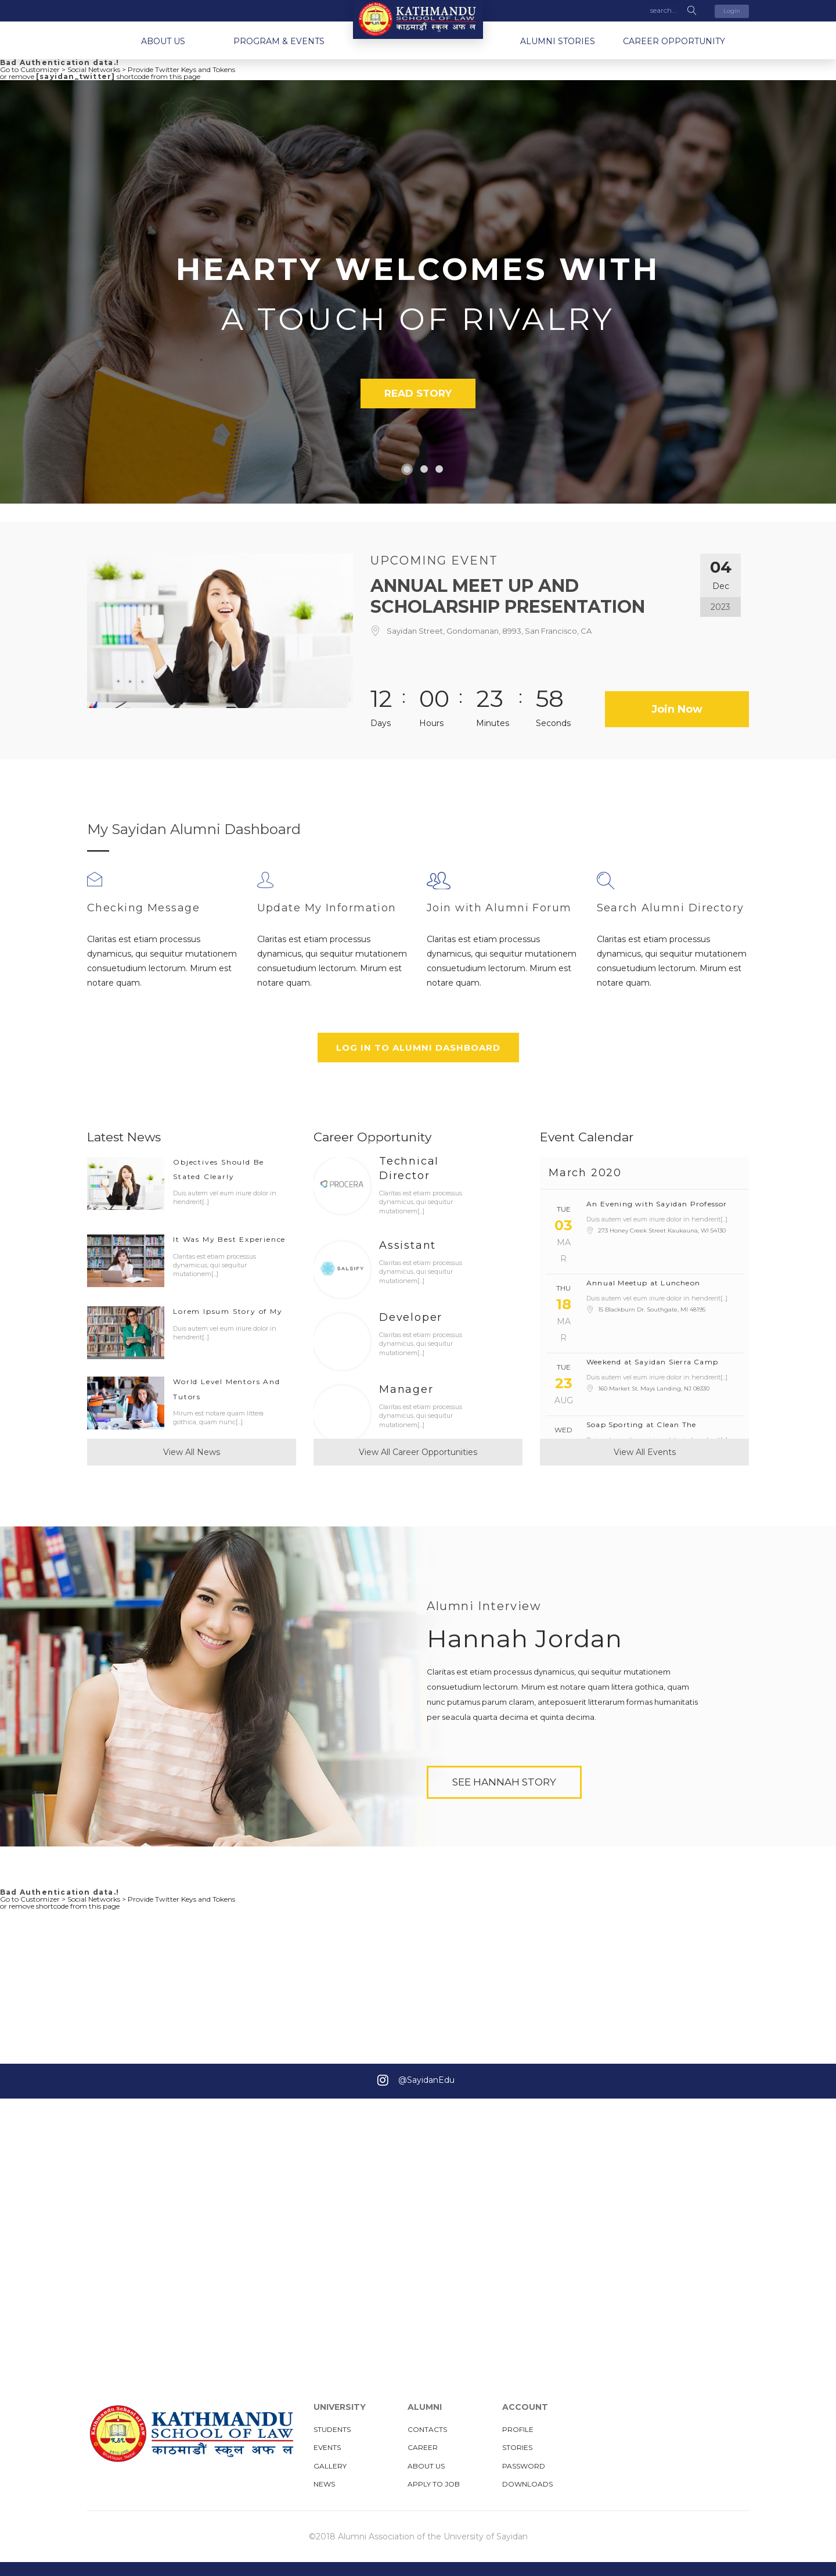 search...
Login
KATHMANDU
SCHOOL OF LAW
काठमाडौं स्कुल अफ ल
ABOUT US
PROGRAM & EVENTS
ALUMNI STORIES
CAREER OPPORTUNITY
Bad Authentication data.!
Go to Customizer > Social Networks > Provide Twitter Keys and Tokens
or remove [sayidan_twitter] shortcode from this page
HEARTY WELCOMES WITH
A TOUCH OF RIVALRY
READ STORY
UPCOMING EVENT
ANNUAL MEET UP AND
SCHOLARSHIP PRESENTATION
Sayidan Street, Gondomanan, 8993, San Francisco, CA
04
Dec
2023
12 : 00 : 23 : 58
Days Hours Minutes Seconds
Join Now
My Sayidan Alumni Dashboard
Checking Message
Claritas est etiam processus
dynamicus, qui sequitur mutationem
consuetudium lectorum. Mirum est
notare quam.
Update My Information
Claritas est etiam processus
dynamicus, qui sequitur mutationem
consuetudium lectorum. Mirum est
notare quam.
Join with Alumni Forum
Claritas est etiam processus
dynamicus, qui sequitur mutationem
consuetudium lectorum. Mirum est
notare quam.
Search Alumni Directory
Claritas est etiam processus
dynamicus, qui sequitur mutationem
consuetudium lectorum. Mirum est
notare quam.
LOG IN TO ALUMNI DASHBOARD
Latest News
Objectives Should Be
Stated Clearly
Duis autem vel eum iriure dolor in
hendrerit[...]
It Was My Best Experience
Claritas est etiam processus
dynamicus, qui sequitur
mutationem[...]
Lorem Ipsum Story of My
Duis autem vel eum iriure dolor in
hendrerit[...]
World Level Mentors And
Tutors
Mirum est notare quam littera
gothica, quam nunc[...]
View All News
Career Opportunity
PROCERA
Technical
Director
Claritas est etiam processus
dynamicus, qui sequitur
mutationem[...]
SALSIFY
Assistant
Claritas est etiam processus
dynamicus, qui sequitur
mutationem[...]
Developer
Claritas est etiam processus
dynamicus, qui sequitur
mutationem[...]
Manager
Claritas est etiam processus
dynamicus, qui sequitur
mutationem[...]
View All Career Opportunities
Event Calendar
March 2020
TUE
03
MA
R
An Evening with Sayidan Professor
Duis autem vel eum iriure dolor in hendrerit[...]
273 Honey Creek Street Kaukauna, WI 54130
THU
18
MA
R
Annual Meetup at Luncheon
Duis autem vel eum iriure dolor in hendrerit[...]
15 Blackburn Dr. Southgate, MI 48195
TUE
23
AUG
Weekend at Sayidan Sierra Camp
Duis autem vel eum iriure dolor in hendrerit[...]
160 Market St. Mays Landing, NJ 08330
WED
Soap Sporting at Clean The
View All Events
Alumni Interview
Hannah Jordan
Claritas est etiam processus dynamicus, qui sequitur mutationem
consuetudium lectorum. Mirum est notare quam littera gothica, quam
nunc putamus parum claram, anteposuerit litterarum formas humanitatis
per seacula quarta decima et quinta decima.
SEE HANNAH STORY
Bad Authentication data.!
Go to Customizer > Social Networks > Provide Twitter Keys and Tokens
or remove shortcode from this page
@SayidanEdu
KATHMANDU
SCHOOL OF LAW
काठमाडौं स्कुल अफ ल
UNIVERSITY
STUDENTS
EVENTS
GALLERY
NEWS
ALUMNI
CONTACTS
CAREER
ABOUT US
APPLY TO JOB
ACCOUNT
PROFILE
STORIES
PASSWORD
DOWNLOADS
©2018 Alumni Association of the University of Sayidan